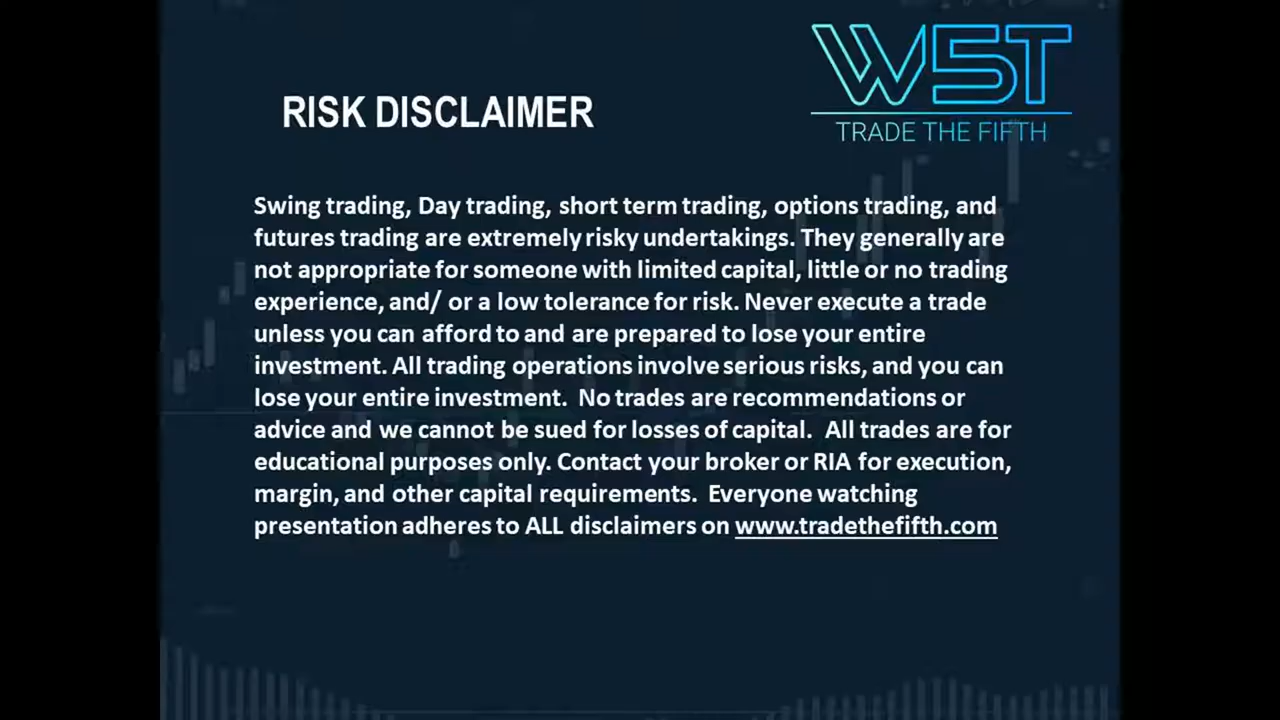 W5T
TRADE THE FIFTH
RISK DISCLAIMER
Swing trading, Day trading, short term trading, options trading, and
futures trading are extremely risky undertakings. They generally are
not appropriate for someone with limited capital, little or no trading
experience, and/ or a low tolerance for risk. Never execute a trade
unless you can afford to and are prepared to lose your entire
investment. All trading operations involve serious risks, and you can
lose your entire investment.  No trades are recommendations or
advice and we cannot be sued for losses of capital.  All trades are for
educational purposes only. Contact your broker or RIA for execution,
margin, and other capital requirements.  Everyone watching
presentation adheres to ALL disclaimers on www.tradethefifth.com